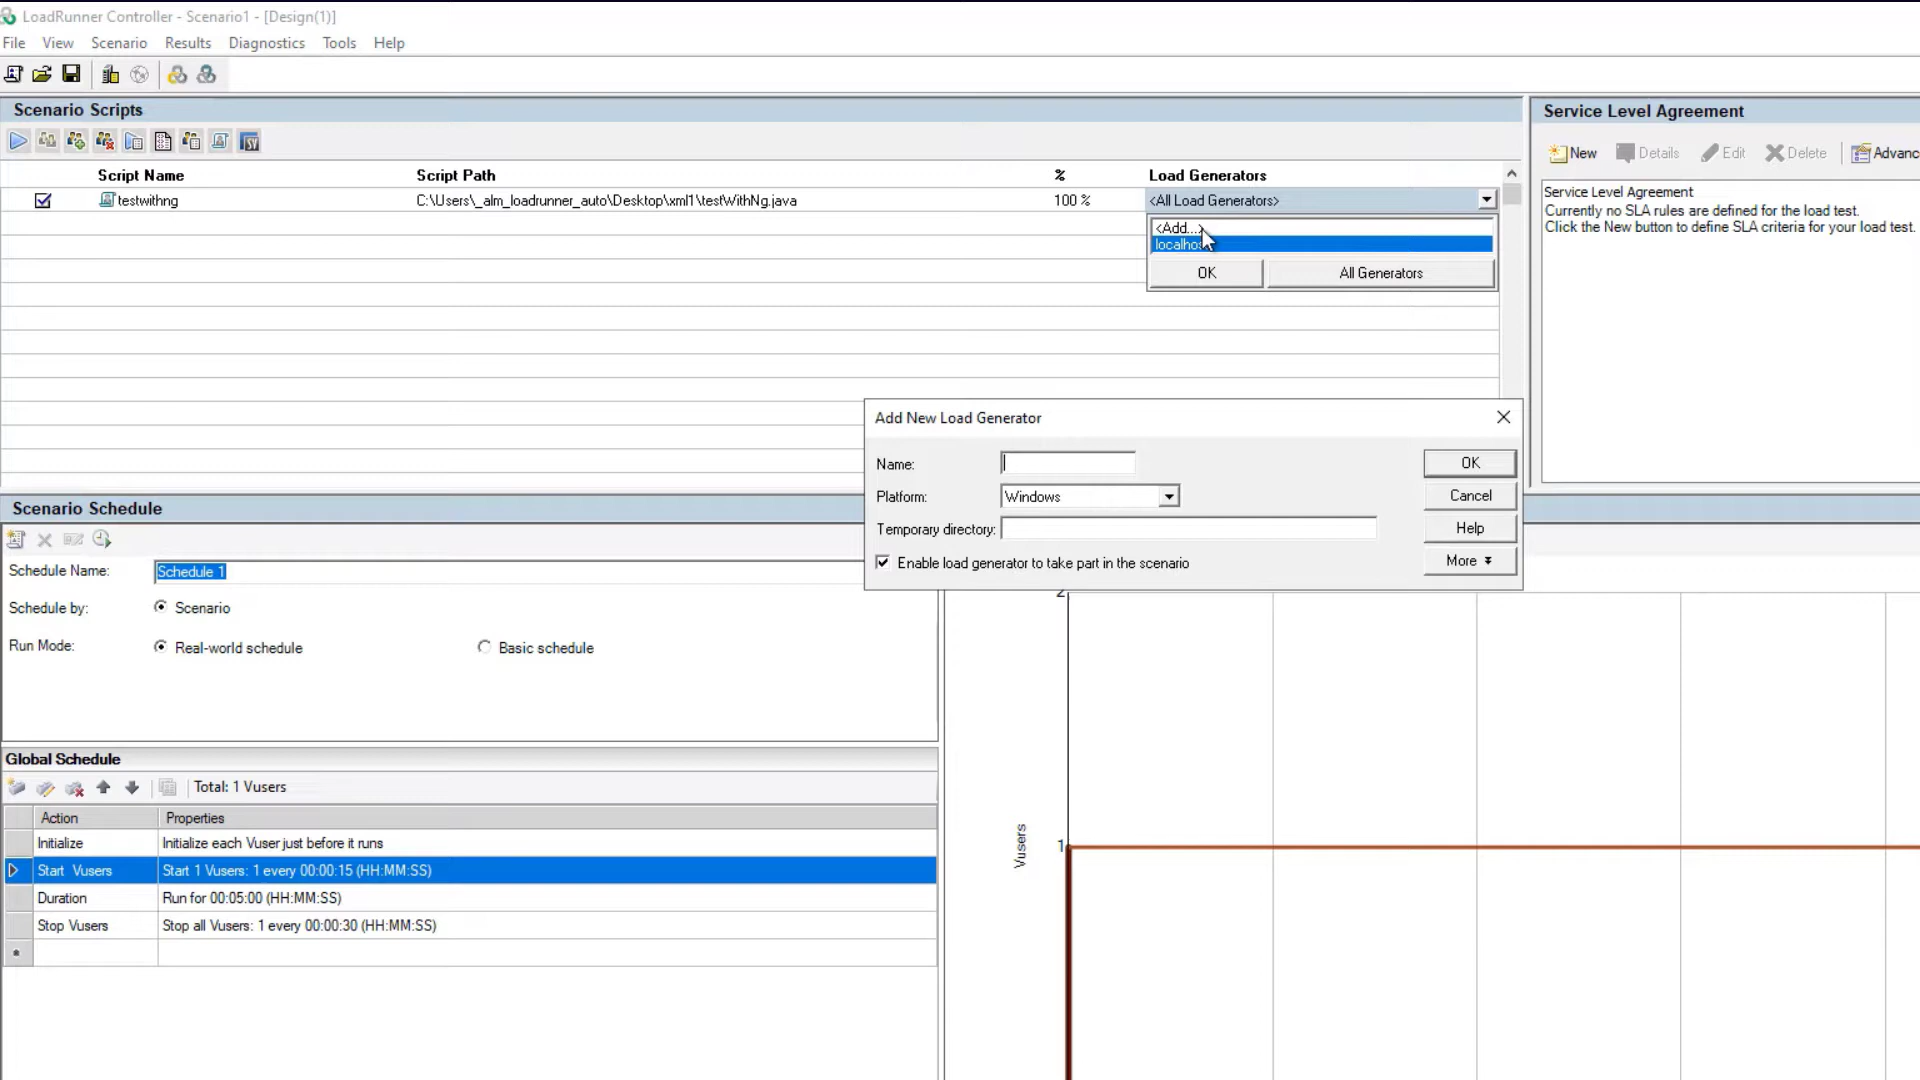 LoadRunner Controller - Scenario1 - [Design(1)]
File View Scenario Results Diagnostics Tools Help
Scenario Scripts
Script Name Script Path % Load Generators
testwithng C:\Users\_alm_loadrunner_auto\Desktop\xml1\testWithNg.java 100 % <All Load Generators>
<Add...>
OK All Generators
Service Level Agreement
New Details Edit Delete
Service Level Agreement
Currently no SLA rules are defined for the load test.
Click the New button to define SLA criteria for your load test.
Add New Load Generator
Name: OK
Platform: Windows Cancel
Temporary directory: Help
Enable load generator to take part in the scenario More
Scenario Schedule
Schedule Name: Schedule 1
Schedule by: Scenario
Run Mode: Real-world schedule Basic schedule
Global Schedule
Total: 1 Vusers
Action Properties
Initialize Initialize each Vuser just before it runs
Start Vusers Start 1 Vusers: 1 every 00:00:15 (HH:MM:SS)
Duration Run for 00:05:00 (HH:MM:SS)
Stop Vusers Stop all Vusers: 1 every 00:00:30 (HH:MM:SS)
2
1
Vusers